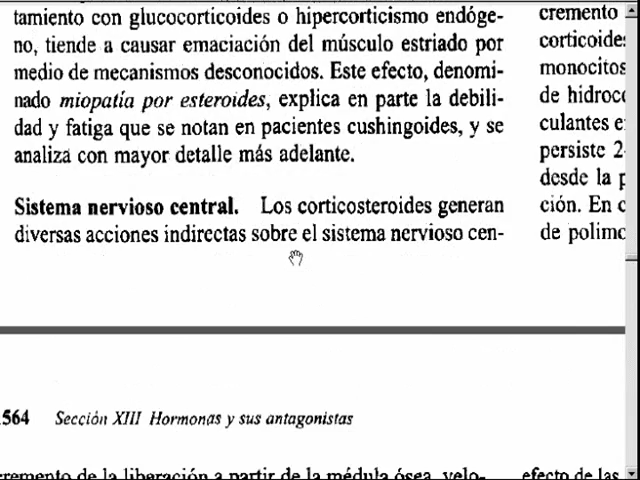 tamiento con glucocorticoides o hipercorticismo endóge-
no, tiende a causar emaciación del músculo estriado por
medio de mecanismos desconocidos. Este efecto, denomi-
nado miopatía por esteroides, explica en parte la debili-
dad y fatiga que se notan en pacientes cushingoides, y se
analiza con mayor detalle más adelante.
Sistema nervioso central. Los corticosteroides generan
diversas acciones indirectas sobre el sistema nervioso cen-
cremento
corticoide
monocitos
de hidroc
culantes e
persiste 2
desde la p
ción. En c
de polim
564 Sección XIII Hormonas y sus antagonistas
cremento de la liberación a partir de la médula ósea, velo-
efecto de las